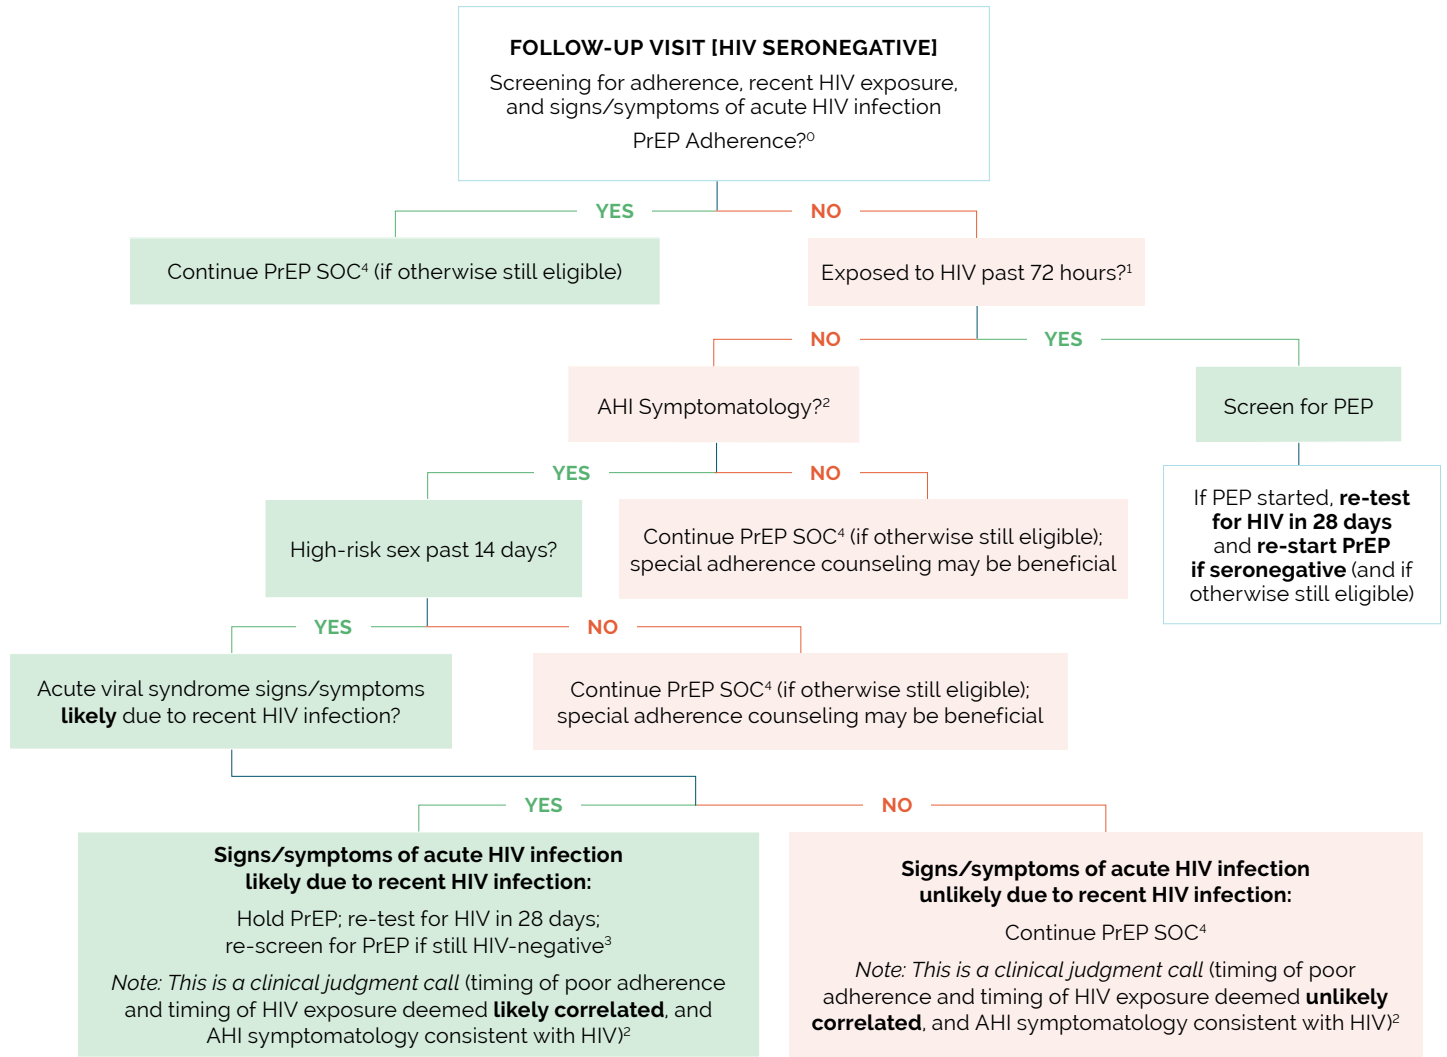 FOLLOW-UP VISIT [HIV SERONEGATIVE]
Screening for adherence, recent HIV exposure,
and signs/symptoms of acute HIV infection
PrEP Adherence?⁰
YES
NO
Continue PrEP SOC⁴ (if otherwise still eligible)
Exposed to HIV past 72 hours?¹
NO
YES
AHI Symptomatology?²
Screen for PEP
YES
NO
If PEP started, re-test
for HIV in 28 days
and re-start PrEP
if seronegative (and if
otherwise still eligible)
High-risk sex past 14 days?
Continue PrEP SOC⁴ (if otherwise still eligible);
special adherence counseling may be beneficial
YES
NO
Acute viral syndrome signs/symptoms
likely due to recent HIV infection?
Continue PrEP SOC⁴ (if otherwise still eligible);
special adherence counseling may be beneficial
YES
NO
Signs/symptoms of acute HIV infection
likely due to recent HIV infection:
Hold PrEP; re-test for HIV in 28 days;
re-screen for PrEP if still HIV-negative³
Note: This is a clinical judgment call (timing of poor adherence
and timing of HIV exposure deemed likely correlated, and
AHI symptomatology consistent with HIV)²
Signs/symptoms of acute HIV infection
unlikely due to recent HIV infection:
Continue PrEP SOC⁴
Note: This is a clinical judgment call (timing of poor
adherence and timing of HIV exposure deemed unlikely
correlated, and AHI symptomatology consistent with HIV)²